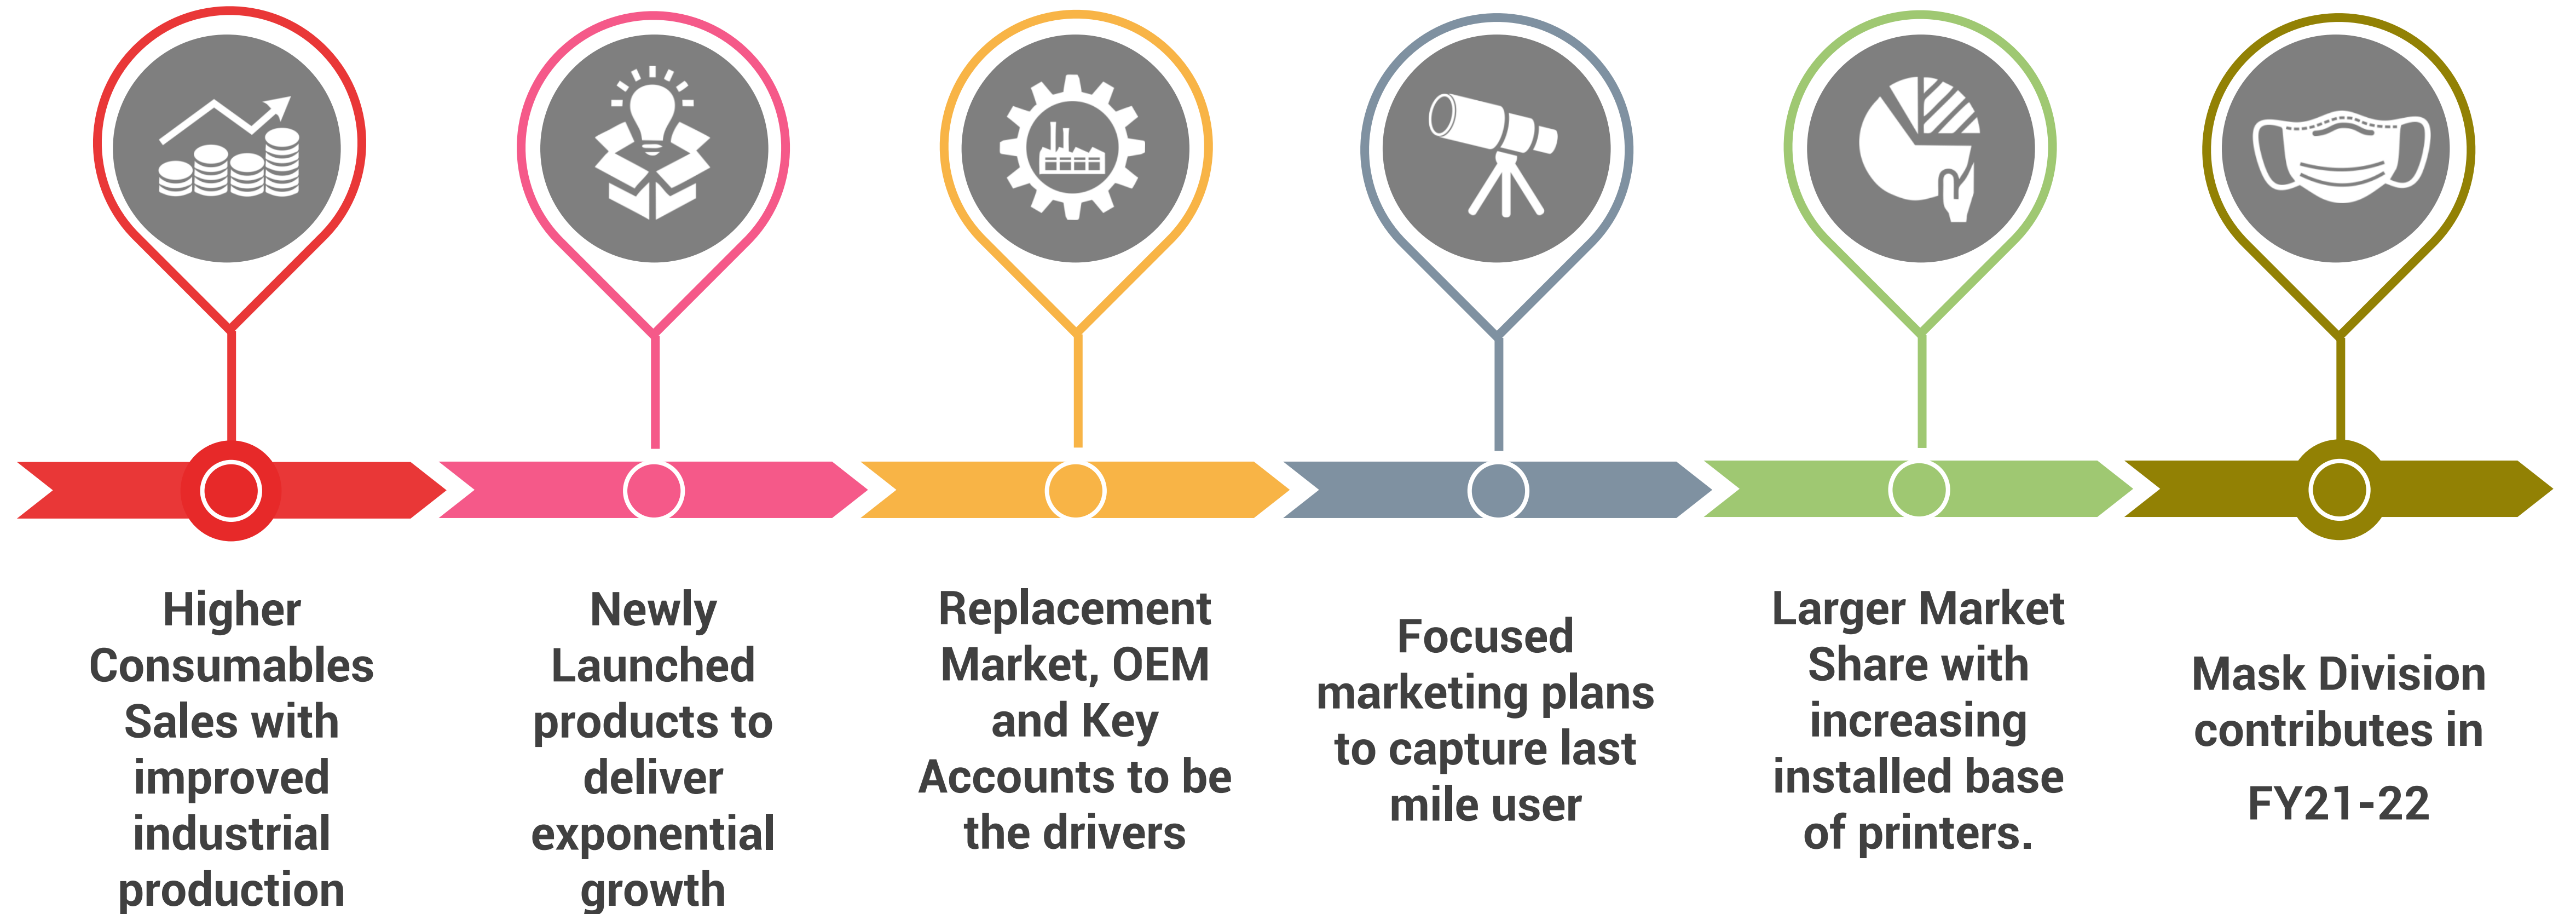 Higher
Consumables
Sales with
improved
industrial
production
Newly
Launched
products to
deliver
exponential
growth
Replacement
Market, OEM
and Key
Accounts to be
the drivers
Focused
marketing plans
to capture last
mile user
Larger Market
Share with
increasing
installed base
of printers.
Mask Division
contributes in
FY21-22